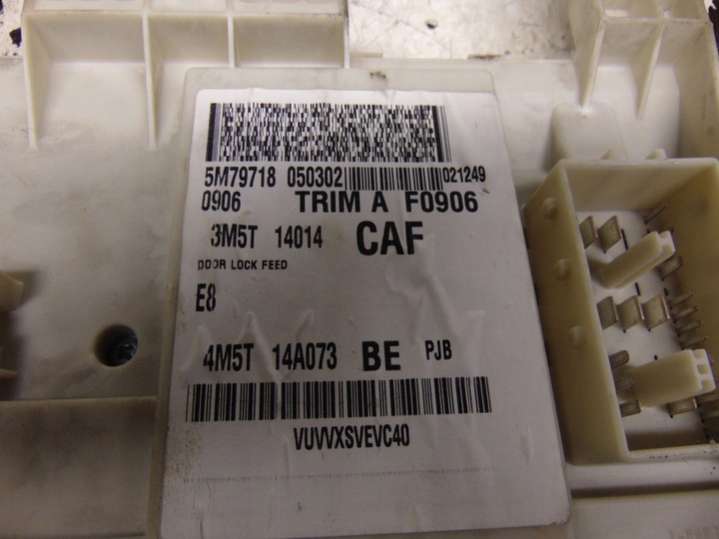 5M79718 050302 021249
0906 TRIM A F0906
3M5T 14014 CAF
DOOR LOCK FEED
E8
4M5T 14A073 BE PJB
VUVVXSVEVC40